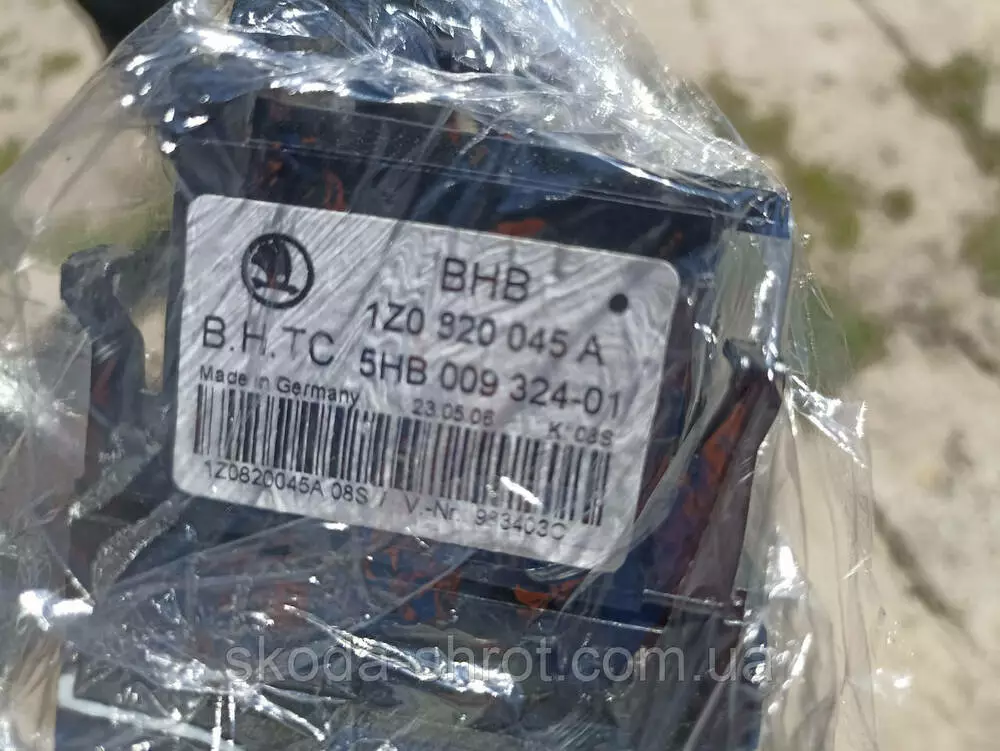 BHB
1Z0 820 045 A
B.H.TC 5HB 009 324-01
Made in Germany 23.05.06 K 08S
1Z0820045A 08S / V.-Nr. 983403C
skoda-shrot.com.ua